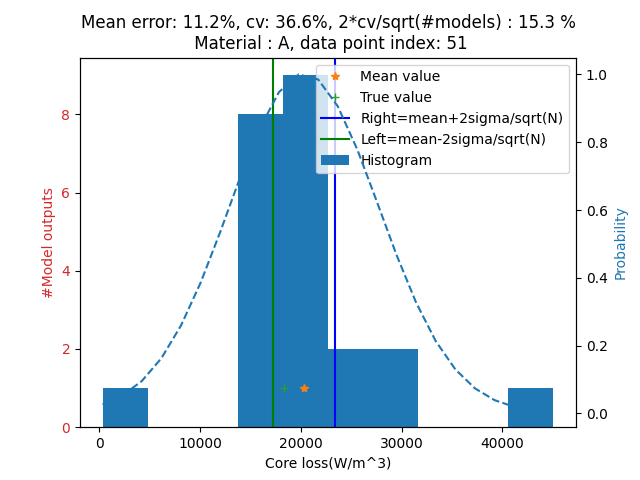 Mean error: 11.2%, cv: 36.6%, 2*cv/sqrt(#models) : 15.3 %
Material : A, data point index: 51
Mean value
True value
Right=mean+2sigma/sqrt(N)
Left=mean-2sigma/sqrt(N)
Histogram
#Model outputs
8
6
4
2
0
1.0
0.8
0.6
0.4
0.2
0.0
Probability
0
10000
20000
30000
40000
Core loss(W/m^3)